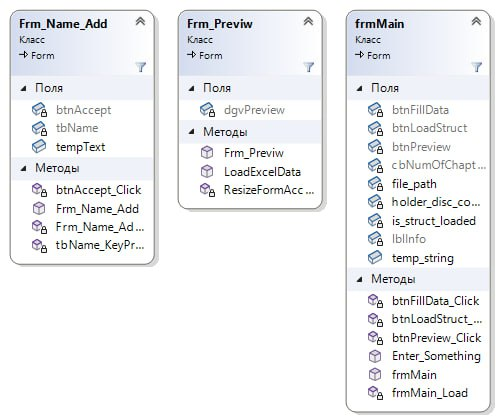 Frm_Name_Add
Класс
Form
Поля
btnAccept
tbName
tempText
Методы
btnAccept_Click
Frm_Name_Add
Frm_Name_Ad...
tbName_KeyPr...
Frm_Previw
Класс
Form
Поля
dgvPreview
Методы
Frm_Previw
LoadExcelData
ResizeFormAcc...
frmMain
Класс
Form
Поля
btnFillData
btnLoadStruct
btnPreview
cbNumOfChapt...
file_path
holder_disc_co...
is_struct_loaded
lblInfo
temp_string
Методы
btnFillData_Click
btnLoadStruct_...
btnPreview_Click
Enter_Something
frmMain
frmMain_Load